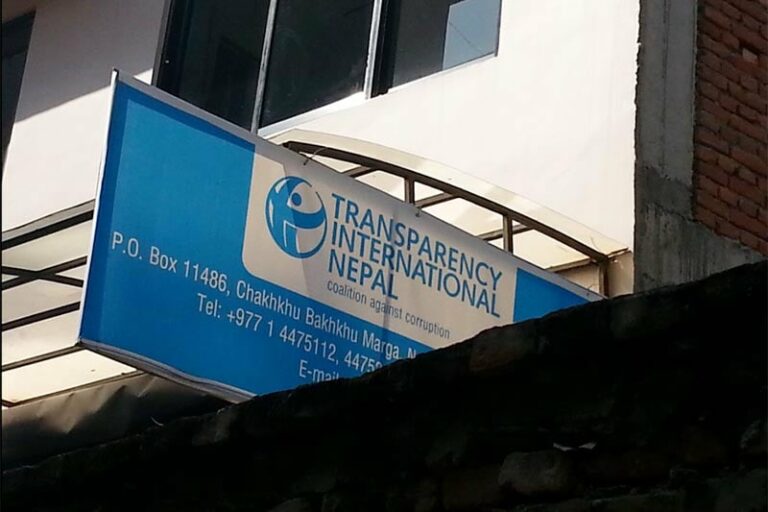 TRANSPARENCY
INTERNATIONAL
NEPAL
coalition against corruption
P.O. Box 11486, Chakhkhu Bakhkhu Marga,
Tel: +977 1 4475112,
E-mail